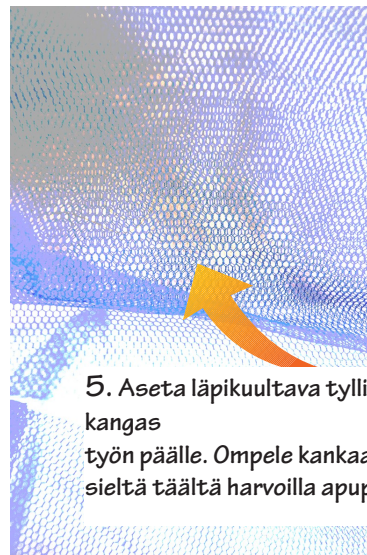 5. Aseta läpikuultava tylli
kangas
työn päälle. Ompele kankaa
sieltä täältä harvoilla apup